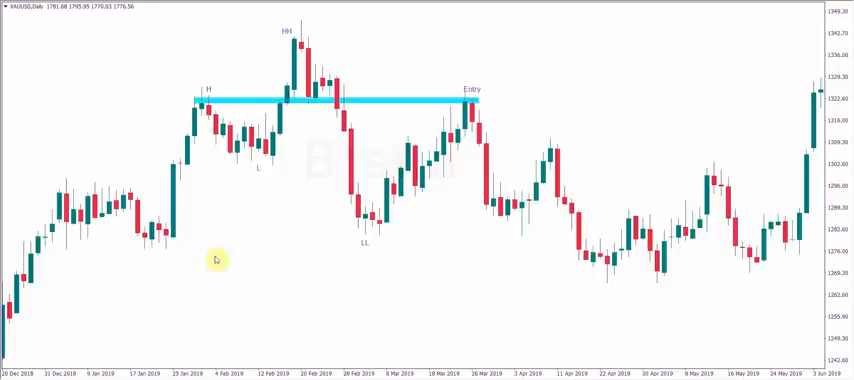 XAUUSD,Daily 1781.68 1795.95 1770.03 1776.56
1349.30
1342.70
HH
1336.00
1329.30
H
Entry
1322.60
1316.00
1309.30
1302.60
L
1296.00
1289.30
LL
1282.60
1276.00
1269.30
1262.60
1255.90
1249.30
1242.60
20 Dec 2018 31 Dec 2018 9 Jan 2019 17 Jan 2019 25 Jan 2019 4 Feb 2019 12 Feb 2019 20 Feb 2019 28 Feb 2019 8 Mar 2019 18 Mar 2019 26 Mar 2019 3 Apr 2019 11 Apr 2019 22 Apr 2019 30 Apr 2019 8 May 2019 16 May 2019 24 May 2019 3 Jun 2019